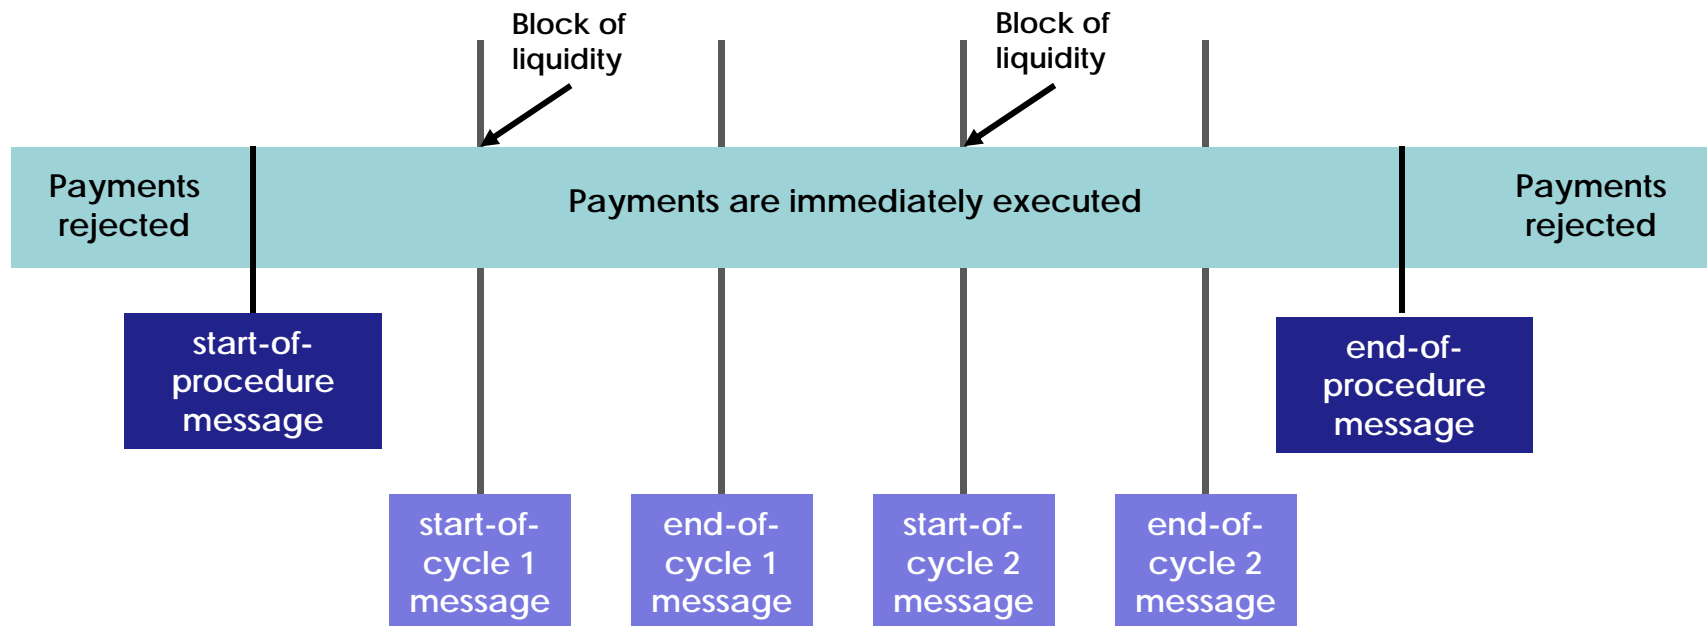 Block of
liquidity
Block of
liquidity
Payments
rejected
Payments are immediately executed
Payments
rejected
start-of-
procedure
message
end-of-
procedure
message
start-of-
cycle 1
message
end-of-
cycle 1
message
start-of-
cycle 2
message
end-of-
cycle 2
message